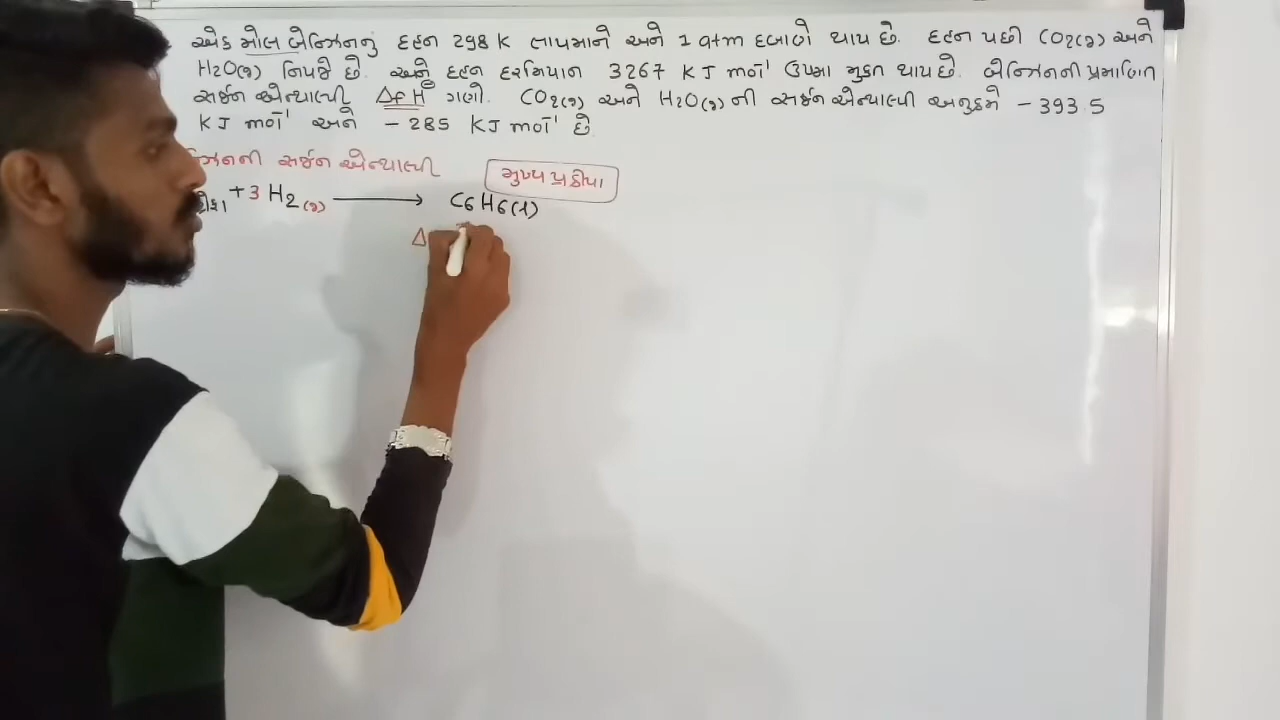 એક મોલ બેન્ઝિનનું દહન 298 K તાપમાને અને 1 atm દબાણે થાય છે. દહન પછી CO2(g) અને
H2O(g) નિપજે છે. અને દહન દરમિયાન 3267 KJ mol⁻¹ ઉષ્મા મુક્ત થાય છે. બેન્ઝિનની પ્રમાણિત
સર્જન એન્થાલ્પી ΔfH ગણો. CO2(g) અને H2O(g) ની સર્જન એન્થાલ્પી અનુક્રમે - 393.5
KJ mol⁻¹ અને - 285 KJ mol⁻¹ છે.
સર્જન એન્થાલ્પી
મુખ્ય પ્રક્રીયા
+ 3 H2 (g) ⟶ C6H6(l)
Δ